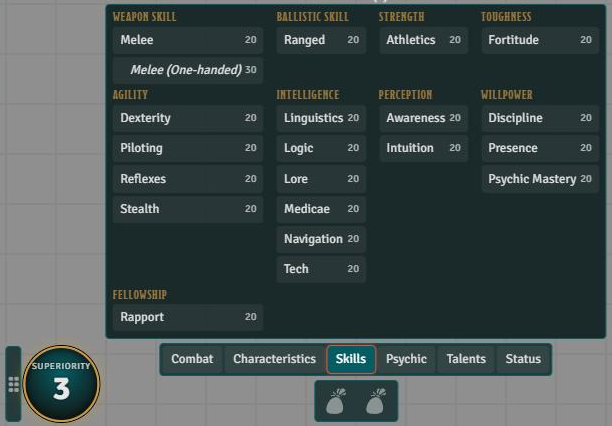 WEAPON SKILL
Melee 20
Melee (One-handed) 30
BALLISTIC SKILL
Ranged 20
STRENGTH
Athletics 20
TOUGHNESS
Fortitude 20
AGILITY
Dexterity 20
Piloting 20
Reflexes 20
Stealth 20
INTELLIGENCE
Linguistics 20
Logic 20
Lore 20
Medicae 20
Navigation 20
Tech 20
PERCEPTION
Awareness 20
Intuition 20
WILLPOWER
Discipline 20
Presence 20
Psychic Mastery 20
FELLOWSHIP
Rapport 20
SUPERIORITY
3
Combat
Characteristics
Skills
Psychic
Talents
Status